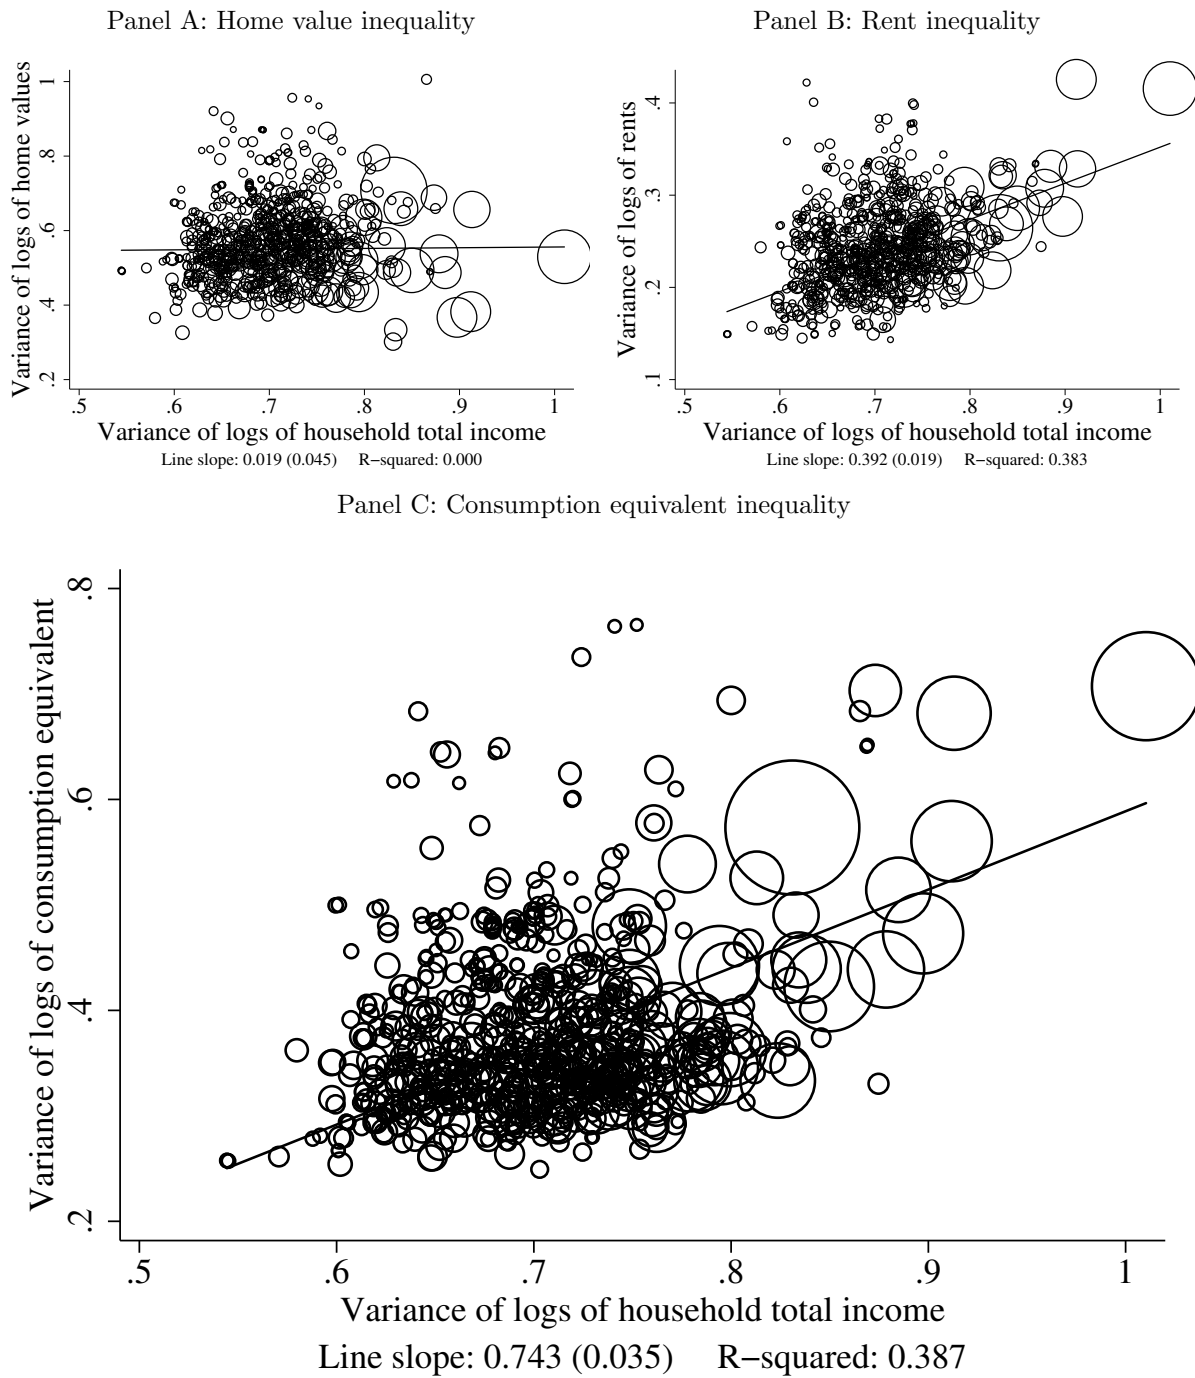 Panel A: Home value inequality
Variance of logs of home values
1
.8
.6
.4
.2
.5 .6 .7 .8 .9 1
Variance of logs of household total income
Line slope: 0.019 (0.045) R−squared: 0.000
Panel B: Rent inequality
Variance of logs of rents
.4
.3
.2
.1
.5 .6 .7 .8 .9 1
Variance of logs of household total income
Line slope: 0.392 (0.019) R−squared: 0.383
Panel C: Consumption equivalent inequality
Variance of logs of consumption equivalent
.8
.6
.4
.2
.5 .6 .7 .8 .9 1
Variance of logs of household total income
Line slope: 0.743 (0.035) R−squared: 0.387